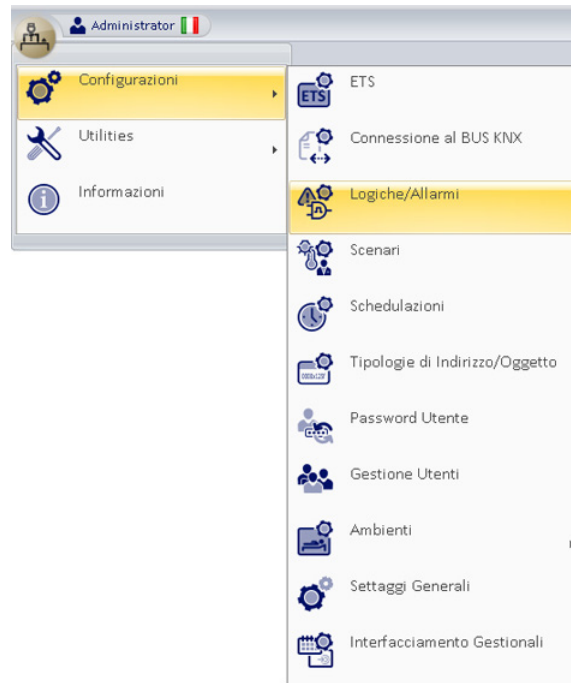 Administrator
Configurazioni
Utilities
Informazioni
ETS
ETS
Connessione al BUS KNX
Logiche/Allarmi
Scenari
Schedulazioni
Tipologie di Indirizzo/Oggetto
Password Utente
Gestione Utenti
Ambienti
Settaggi Generali
Interfacciamento Gestionali